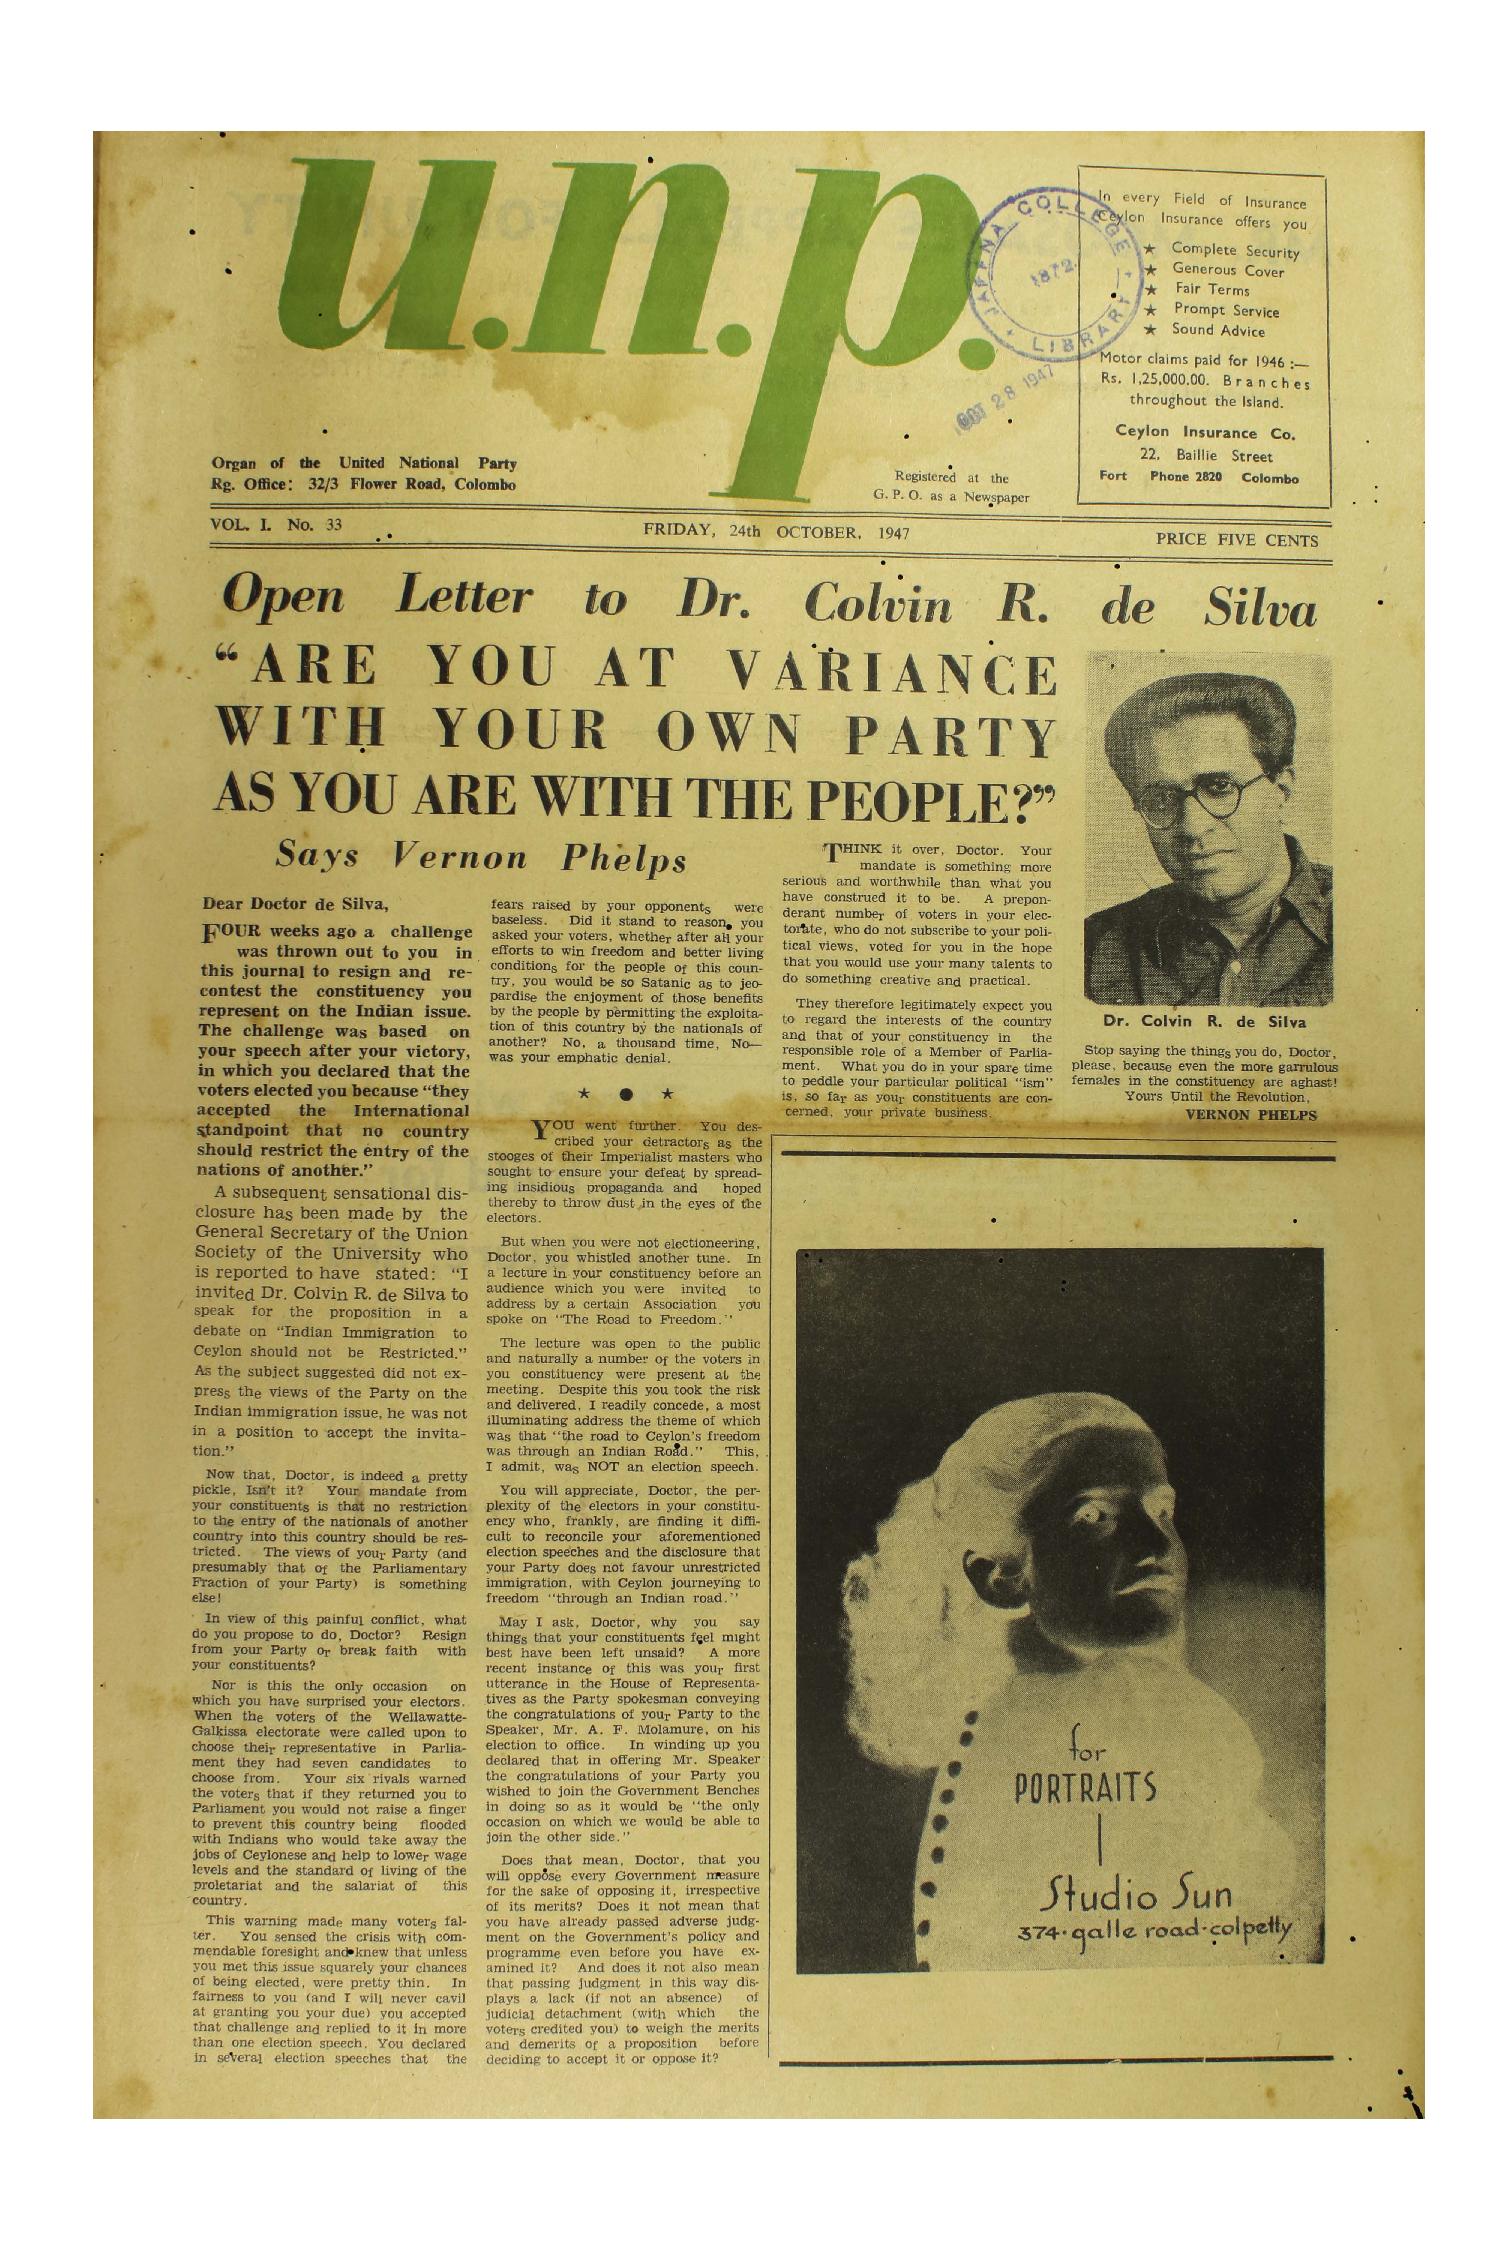 u.n.p.
JAFFNA COLLEGE
1872
LIBRARY
OCT 28 1947
In every Field of Insurance
Ceylon Insurance offers you
★ Complete Security
★ Generous Cover
★ Fair Terms
★ Prompt Service
★ Sound Advice
Motor claims paid for 1946 :—
Rs. 1,25,000.00. Branches
throughout the Island.
Ceylon Insurance Co.
22, Baillie Street
Fort Phone 2820 Colombo
Organ of the United National Party
Rg. Office: 32/3 Flower Road, Colombo
Registered at the
G. P. O. as a Newspaper
VOL. I. No. 33
FRIDAY, 24th OCTOBER, 1947
PRICE FIVE CENTS
Open Letter to Dr. Colvin R. de Silva
“ARE YOU AT VARIANCE
WITH YOUR OWN PARTY
AS YOU ARE WITH THE PEOPLE?”
Says Vernon Phelps
Dear Doctor de Silva,
FOUR weeks ago a challenge
was thrown out to you in
this journal to resign and re-
contest the constituency you
represent on the Indian issue.
The challenge was based on
your speech after your victory,
in which you declared that the
voters elected you because “they
accepted the International
standpoint that no country
should restrict the entry of the
nations of another.”
A subsequent sensational dis-
closure has been made by the
General Secretary of the Union
Society of the University who
is reported to have stated: “I
invited Dr. Colvin R. de Silva to
speak for the proposition in a
debate on “Indian Immigration to
Ceylon should not be Restricted.”
As the subject suggested did not ex-
press the views of the Party on the
Indian immigration issue, he was not
in a position to accept the invita-
tion.”
Now that, Doctor, is indeed a pretty
pickle, Isn't it? Your mandate from
your constituents is that no restriction
to the entry of the nationals of another
country into this country should be res-
tricted. The views of your Party (and
presumably that of the Parliamentary
Fraction of your Party) is something
else!
In view of this painful conflict, what
do you propose to do, Doctor? Resign
from your Party or break faith with
your constituents?
Nor is this the only occasion on
which you have surprised your electors.
When the voters of the Wellawatte-
Galkissa electorate were called upon to
choose their representative in Parlia-
ment they had seven candidates to
choose from. Your six rivals warned
the voters that if they returned you to
Parliament you would not raise a finger
to prevent this country being flooded
with Indians who would take away the
jobs of Ceylonese and help to lower wage
levels and the standard of living of the
proletariat and the salariat of this
country.
This warning made many voters fal-
ter. You sensed the crisis with com-
mendable foresight and knew that unless
you met this issue squarely your chances
of being elected, were pretty thin. In
fairness to you (and I will never cavil
at granting you your due) you accepted
that challenge and replied to it in more
than one election speech. You declared
in several election speeches that the
fears raised by your opponents were
baseless. Did it stand to reason, you
asked your voters, whether after all your
efforts to win freedom and better living
conditions for the people of this coun-
try, you would be so Satanic as to jeo-
pardise the enjoyment of those benefits
by the people by permitting the exploita-
tion of this country by the nationals of
another? No, a thousand time, No—
was your emphatic denial.
★ ● ★
YOU went further. You des-
cribed your detractors as the
stooges of their Imperialist masters who
sought to ensure your defeat by spread-
ing insidious propaganda and hoped
thereby to throw dust in the eyes of the
electors.
But when you were not electioneering,
Doctor, you whistled another tune. In
a lecture in your constituency before an
audience which you were invited to
address by a certain Association you
spoke on “The Road to Freedom.”
The lecture was open to the public
and naturally a number of the voters in
you constituency were present at the
meeting. Despite this you took the risk
and delivered, I readily concede, a most
illuminating address the theme of which
was that “the road to Ceylon's freedom
was through an Indian Road.” This,
I admit, was NOT an election speech.
You will appreciate, Doctor, the per-
plexity of the electors in your constitu-
ency who, frankly, are finding it diffi-
cult to reconcile your aforementioned
election speeches and the disclosure that
your Party does not favour unrestricted
immigration, with Ceylon journeying to
freedom “through an Indian road.”
May I ask, Doctor, why you say
things that your constituents feel might
best have been left unsaid? A more
recent instance of this was your first
utterance in the House of Representa-
tives as the Party spokesman conveying
the congratulations of your Party to the
Speaker, Mr. A. F. Molamure, on his
election to office. In winding up you
declared that in offering Mr. Speaker
the congratulations of your Party you
wished to join the Government Benches
in doing so as it would be “the only
occasion on which we would be able to
join the other side.”
Does that mean, Doctor, that you
will oppose every Government measure
for the sake of opposing it, irrespective
of its merits? Does it not mean that
you have already passed adverse judg-
ment on the Government's policy and
programme even before you have ex-
amined it? And does it not also mean
that passing judgment in this way dis-
plays a lack (if not an absence) of
judicial detachment (with which the
voters credited you) to weigh the merits
and demerits of a proposition before
deciding to accept it or oppose it?
THINK it over, Doctor. Your
mandate is something more
serious and worthwhile than what you
have construed it to be. A prepon-
derant number of voters in your elec-
torate, who do not subscribe to your poli-
tical views, voted for you in the hope
that you would use your many talents to
do something creative and practical.
They therefore legitimately expect you
to regard the interests of the country
and that of your constituency in the
responsible role of a Member of Parlia-
ment. What you do in your spare time
to peddle your particular political “ism”
is, so far as your constituents are con-
cerned, your private business.
Dr. Colvin R. de Silva
Stop saying the things you do, Doctor,
please, because even the more garrulous
females in the constituency are aghast!
Yours Until the Revolution,
VERNON PHELPS
for
PORTRAITS
Studio Sun
374·galle road·colpetty